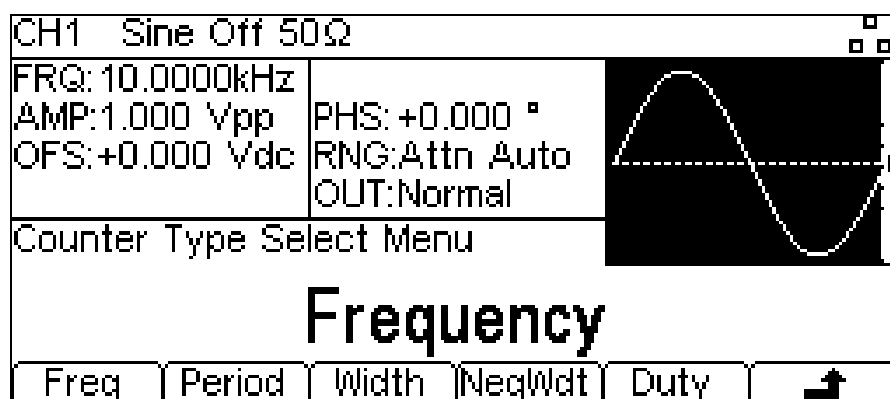 CH1 Sine Off 50Ω
FRQ:10.0000kHz
AMP:1.000 Vpp
OFS:+0.000 Vdc
PHS:+0.000 °
RNG:Attn Auto
OUT:Normal
Counter Type Select Menu
Frequency
Freq Period Width NegWdt Duty